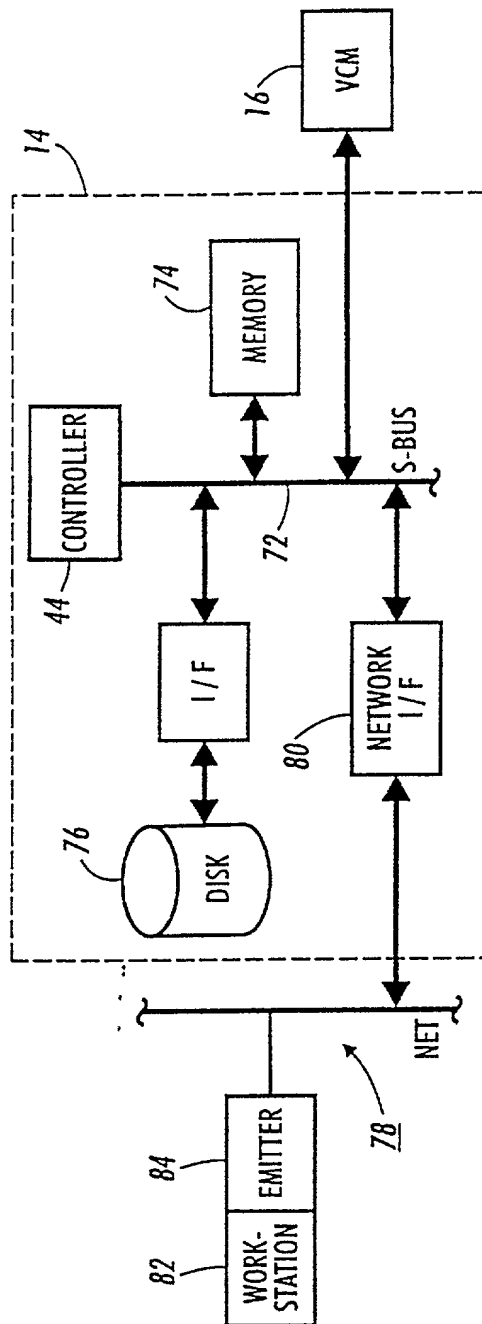 14
16
VCM
CONTROLLER
44
74
MEMORY
72
S-BUS
I/F
76
DISK
80
NETWORK
I/F
NET
78
84
EMITTER
82
WORK-
STATION